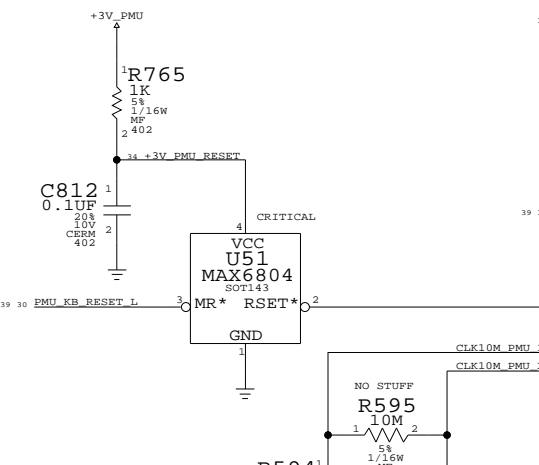 +3V_PMU
1
R765
1K
5%
1/16W
MF
402
2
34 +3V_PMU_RESET
C812
1
0.1UF
20%
10V
CERM
402
2
39
4
CRITICAL
VCC
U51
MAX6804
SOT143
39 30 PMU_KB_RESET_L
3
MR* RSET*
2
GND
1
CLK10M_PMU_
CLK10M_PMU_
NO STUFF
R595
10M
1 2
5%
1/16W